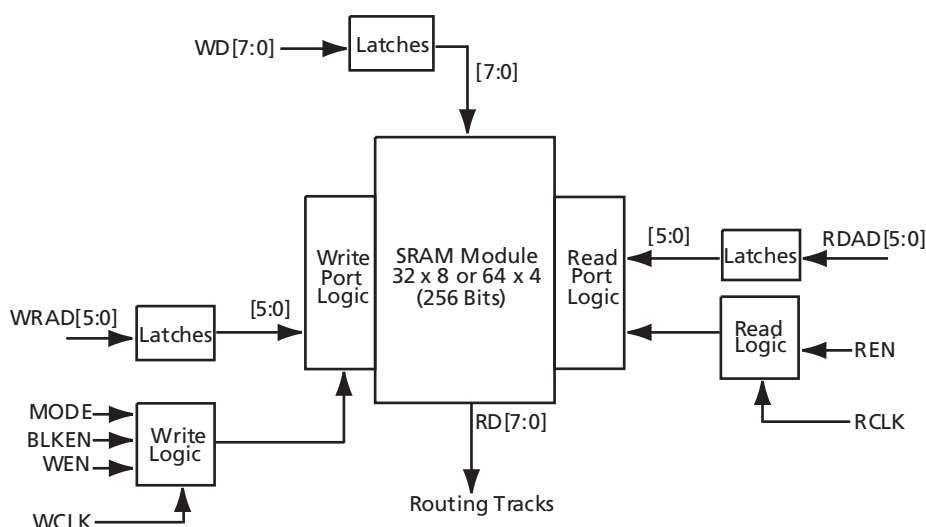 WD[7:0]
Latches
[7:0]
SRAM Module
32 x 8 or 64 x 4
(256 Bits)
Write
Port
Logic
Read
Port
Logic
[5:0]
Latches
RDAD[5:0]
WRAD[5:0]
Latches
[5:0]
Read
Logic
REN
RCLK
MODE
BLKEN
WEN
Write
Logic
WCLK
RD[7:0]
Routing Tracks